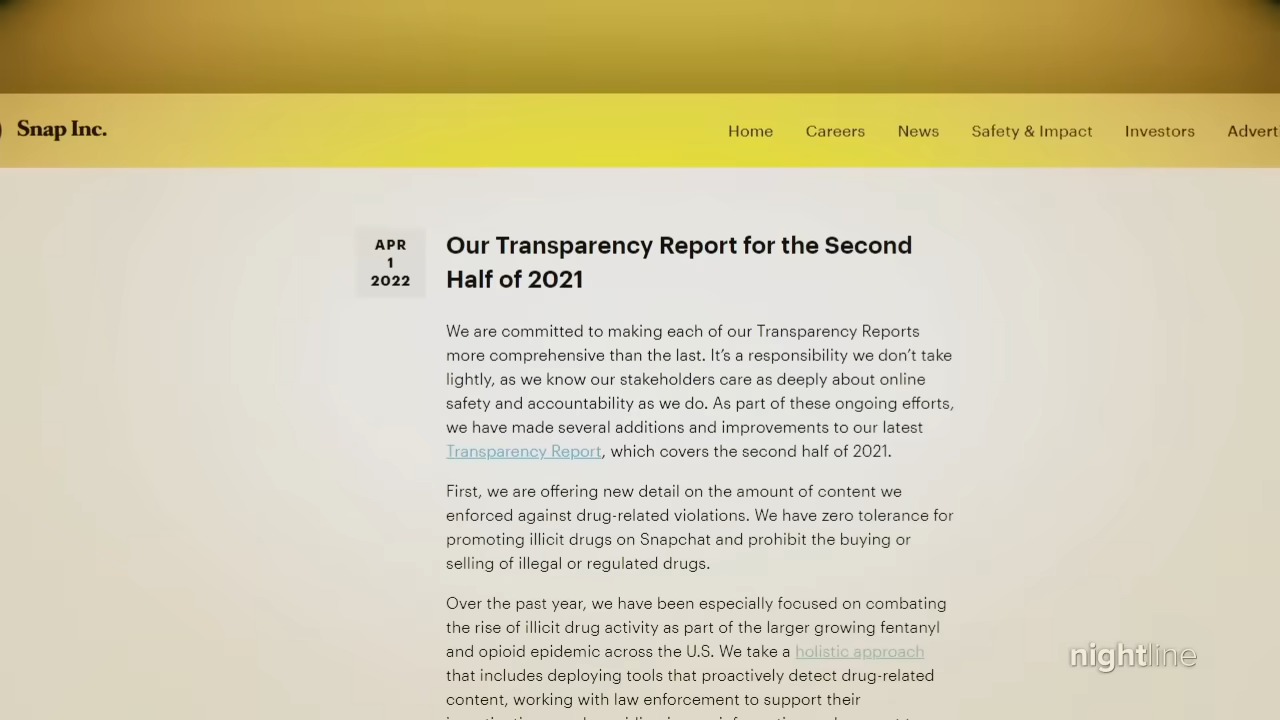 Snap Inc.
Home Careers News Safety & Impact Investors
APR
1
2022
Our Transparency Report for the Second
Half of 2021
We are committed to making each of our Transparency Reports
more comprehensive than the last. It’s a responsibility we don’t take
lightly, as we know our stakeholders care as deeply about online
safety and accountability as we do. As part of these ongoing efforts,
we have made several additions and improvements to our latest
Transparency Report, which covers the second half of 2021.
First, we are offering new detail on the amount of content we
enforced against drug-related violations. We have zero tolerance for
promoting illicit drugs on Snapchat and prohibit the buying or
selling of illegal or regulated drugs.
Over the past year, we have been especially focused on combating
the rise of illicit drug activity as part of the larger growing fentanyl
and opioid epidemic across the U.S. We take a holistic approach
that includes deploying tools that proactively detect drug-related
content, working with law enforcement to support their
nightline